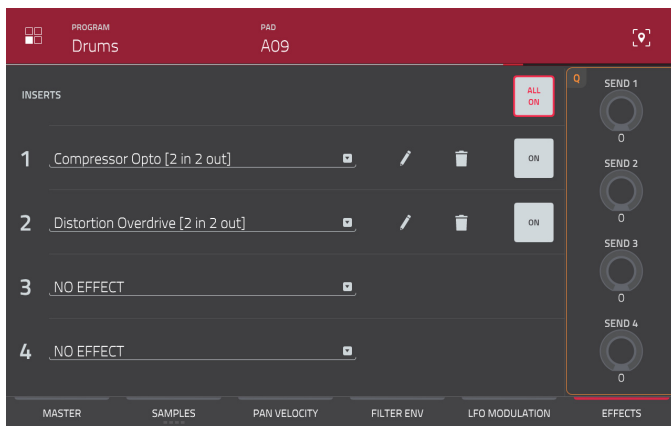 PROGRAM PAD
Drums A09
INSERTS
ALL
ON
Q
SEND 1
0
1 Compressor Opto [2 in 2 out] ON
SEND 2
0
2 Distortion Overdrive [2 in 2 out] ON
SEND 3
0
3 NO EFFECT
SEND 4
0
4 NO EFFECT
MASTER SAMPLES PAN VELOCITY FILTER ENV LFO MODULATION EFFECTS